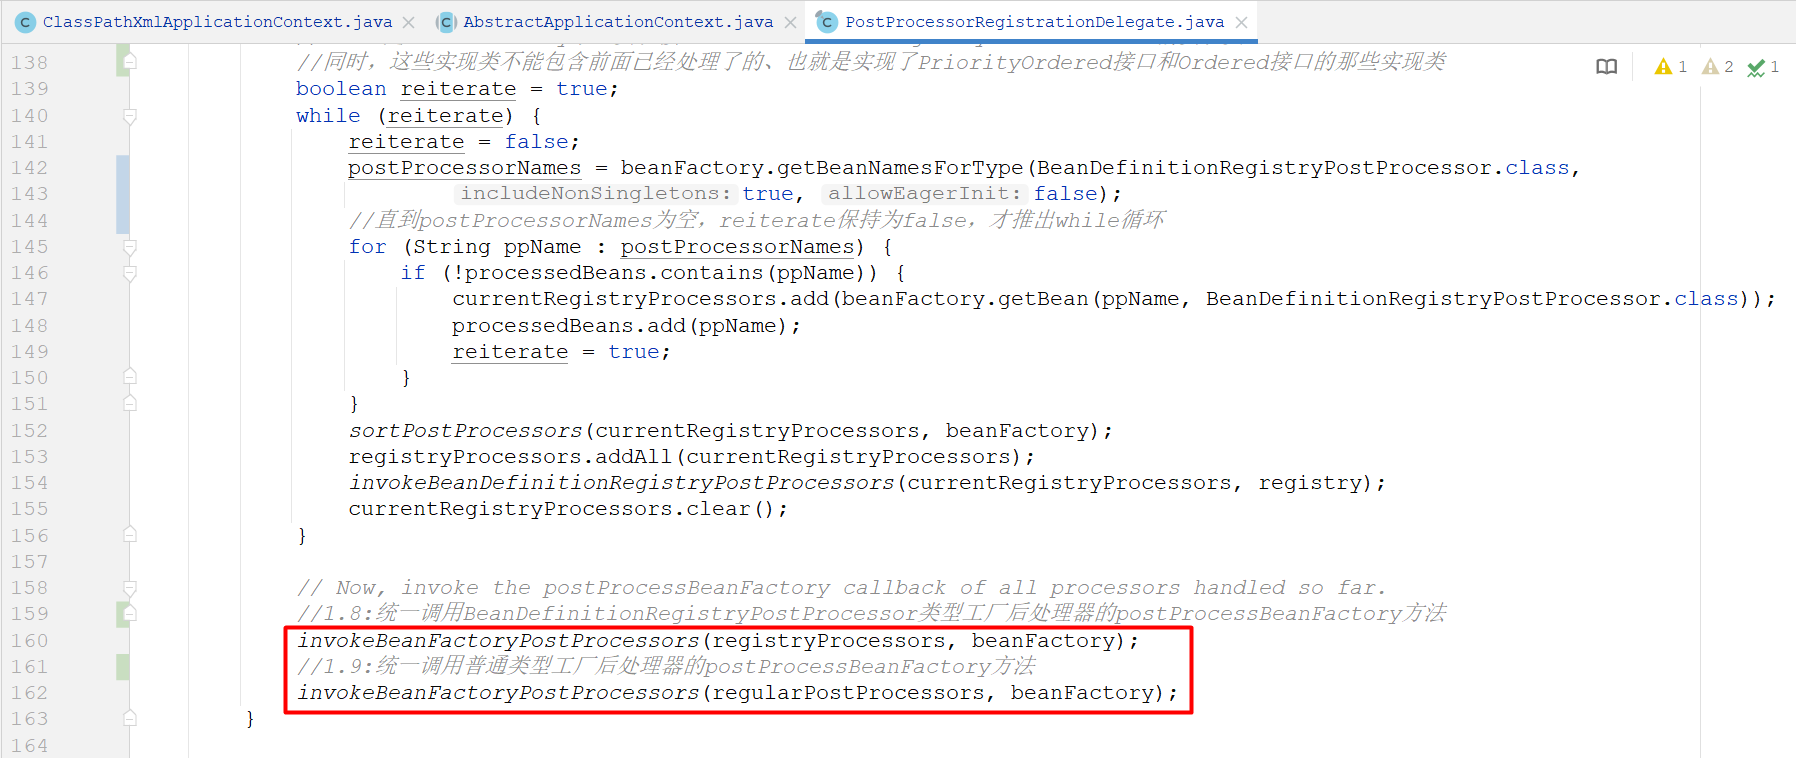 ClassPathXmlApplicationContext.java AbstractApplicationContext.java PostProcessorRegistrationDelegate.java
138 //同时，这些实现类不能包含前面已经处理了的、也就是实现了PriorityOrdered接口和Ordered接口的那些实现类 1 2 1
139 boolean reiterate = true;
140 while (reiterate) {
141 reiterate = false;
142 postProcessorNames = beanFactory.getBeanNamesForType(BeanDefinitionRegistryPostProcessor.class,
143 includeNonSingletons: true, allowEagerInit: false);
144 //直到postProcessorNames为空，reiterate保持为false，才推出while循环
145 for (String ppName : postProcessorNames) {
146 if (!processedBeans.contains(ppName)) {
147 currentRegistryProcessors.add(beanFactory.getBean(ppName, BeanDefinitionRegistryPostProcessor.class));
148 processedBeans.add(ppName);
149 reiterate = true;
150 }
151 }
152 sortPostProcessors(currentRegistryProcessors, beanFactory);
153 registryProcessors.addAll(currentRegistryProcessors);
154 invokeBeanDefinitionRegistryPostProcessors(currentRegistryProcessors, registry);
155 currentRegistryProcessors.clear();
156 }
157
158 // Now, invoke the postProcessBeanFactory callback of all processors handled so far.
159 //1.8:统一调用BeanDefinitionRegistryPostProcessor类型工厂后处理器的postProcessBeanFactory方法
160 invokeBeanFactoryPostProcessors(registryProcessors, beanFactory);
161 //1.9:统一调用普通类型工厂后处理器的postProcessBeanFactory方法
162 invokeBeanFactoryPostProcessors(regularPostProcessors, beanFactory);
163 }
164